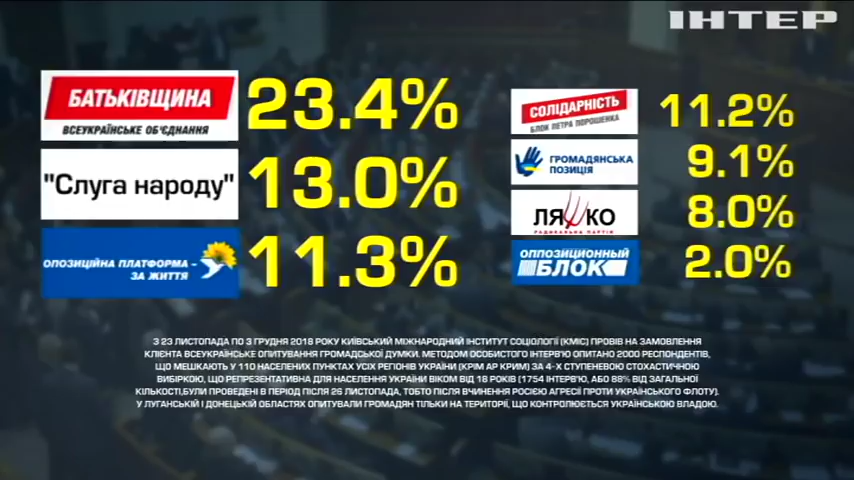 ІНТЕР
БАТЬКІВЩИНА
ВСЕУКРАЇНСЬКЕ ОБ'ЄДНАННЯ
23.4%
"Слуга народу"
13.0%
ОПОЗИЦІЙНА ПЛАТФОРМА –
ЗА ЖИТТЯ
11.3%
СОЛІДАРНІСТЬ
БЛОК ПЕТРА ПОРОШЕНКА
11.2%
ГРОМАДЯНСЬКА
ПОЗИЦІЯ
9.1%
ЛЯШКО
РАДИКАЛЬНА ПАРТІЯ
8.0%
ОППОЗИЦИОННЫЙ
БЛОК
2.0%
З 23 ЛИСТОПАДА ПО 3 ГРУДНЯ 2018 РОКУ КИЇВСЬКИЙ МІЖНАРОДНИЙ ІНСТИТУТ СОЦІОЛОГІЇ (КМІС) ПРОВІВ НА ЗАМОВЛЕННЯ
КЛІЄНТА ВСЕУКРАЇНСЬКЕ ОПИТУВАННЯ ГРОМАДСЬКОЇ ДУМКИ. МЕТОДОМ ОСОБИСТОГО ІНТЕРВ'Ю ОПИТАНО 2000 РЕСПОНДЕНТІВ,
ЩО МЕШКАЮТЬ У 110 НАСЕЛЕНИХ ПУНКТАХ УСІХ РЕГІОНІВ УКРАЇНИ (КРІМ АР КРИМ) ЗА 4-Х СТУПЕНЕВОЮ СТОХАСТИЧНОЮ
ВИБІРКОЮ, ЩО РЕПРЕЗЕНТАТИВНА ДЛЯ НАСЕЛЕННЯ УКРАЇНИ ВІКОМ ВІД 18 РОКІВ (1754 ІНТЕРВ'Ю, АБО 88% ВІД ЗАГАЛЬНОЇ
КІЛЬКОСТІ,БУЛИ ПРОВЕДЕНІ В ПЕРІОД ПІСЛЯ 25 ЛИСТОПАДА, ТОБТО ПІСЛЯ ВЧИНЕННЯ РОСІЄЮ АГРЕСІЇ ПРОТИ УКРАЇНСЬКОГО ФЛОТУ).
У ЛУГАНСЬКІЙ І ДОНЕЦЬКІЙ ОБЛАСТЯХ ОПИТУВАЛИ ГРОМАДЯН ТІЛЬКИ НА ТЕРИТОРІЇ, ЩО КОНТРОЛЮЄТЬСЯ УКРАЇНСЬКОЮ ВЛАДОЮ.